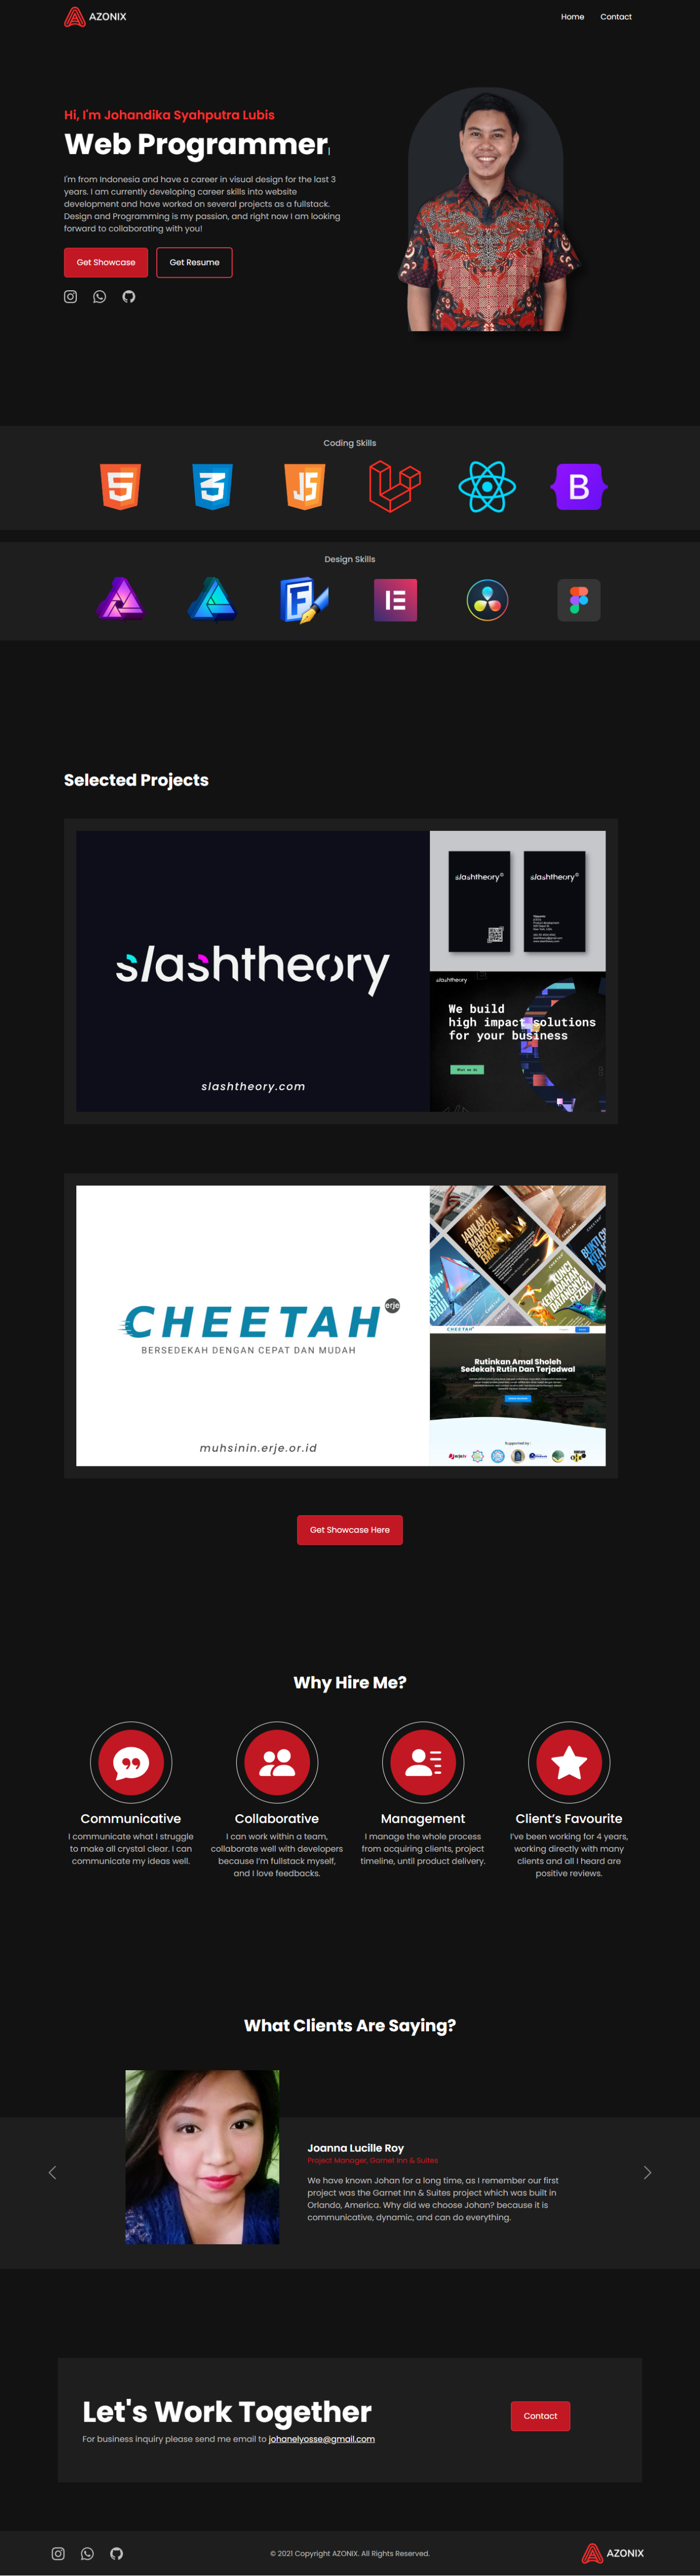 AZONIX
Home Contact
Hi, I'm Johandika Syahputra Lubis
Web Programmer
I'm from Indonesia and have a career in visual design for the last 3
years. I am currently developing career skills into website
development and have worked on several projects as a fullstack.
Design and Programming is my passion, and right now I am looking
forward to collaborating with you!
Get Showcase Get Resume
Coding Skills
5 3 JS B
Design Skills
Selected Projects
slashtheory
slashtheory.com
slashtheory® slashtheory®
slashtheory
We build
high impact solutions
for your business
CHEETAH erje
BERSEDEKAH DENGAN CEPAT DAN MUDAH
muhsinin.erje.or.id
CHEETAH
Rutinkan Amal Sholeh
Sedekah Rutin Dan Terjadwal
Supported by :
Get Showcase Here
Why Hire Me?
Communicative
I communicate what I struggle
to make all crystal clear. I can
communicate my ideas well.
Collaborative
I can work within a team,
collaborate well with developers
because I'm fullstack myself,
and I love feedbacks.
Management
I manage the whole process
from acquiring clients, project
timeline, until product delivery.
Client's Favourite
I've been working for 4 years,
working directly with many
clients and all I heard are
positive reviews.
What Clients Are Saying?
Joanna Lucille Roy
Project Manager, Garnet Inn & Suites
We have known Johan for a long time, as I remember our first
project was the Garnet Inn & Suites project which was built in
Orlando, America. Why did we choose Johan? because it is
communicative, dynamic, and can do everything.
Let's Work Together
For business inquiry please send me email to johanelyosse@gmail.com
Contact
© 2021 Copyright AZONIX. All Rights Reserved.
AZONIX